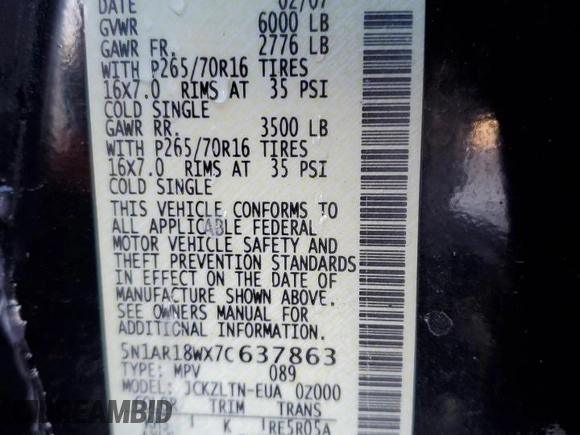 DATE 02/07
GVWR 6000 LB
GAWR FR. 2776 LB
WITH P265/70R16 TIRES
16X7.0 RIMS AT 35 PSI
COLD SINGLE
GAWR RR. 3500 LB
WITH P265/70R16 TIRES
16X7.0 RIMS AT 35 PSI
COLD SINGLE
THIS VEHICLE CONFORMS TO
ALL APPLICABLE FEDERAL
MOTOR VEHICLE SAFETY AND
THEFT PREVENTION STANDARDS
IN EFFECT ON THE DATE OF
MANUFACTURE SHOWN ABOVE.
SEE OWNERS MANUAL FOR
ADDITIONAL INFORMATION.
5N1AR18WX7C637863
TYPE: MPV 089
MODEL: JCKZLTN-EUA 0Z000
COLOR TRIM TRANS
K RE5R05A
DREAMBID